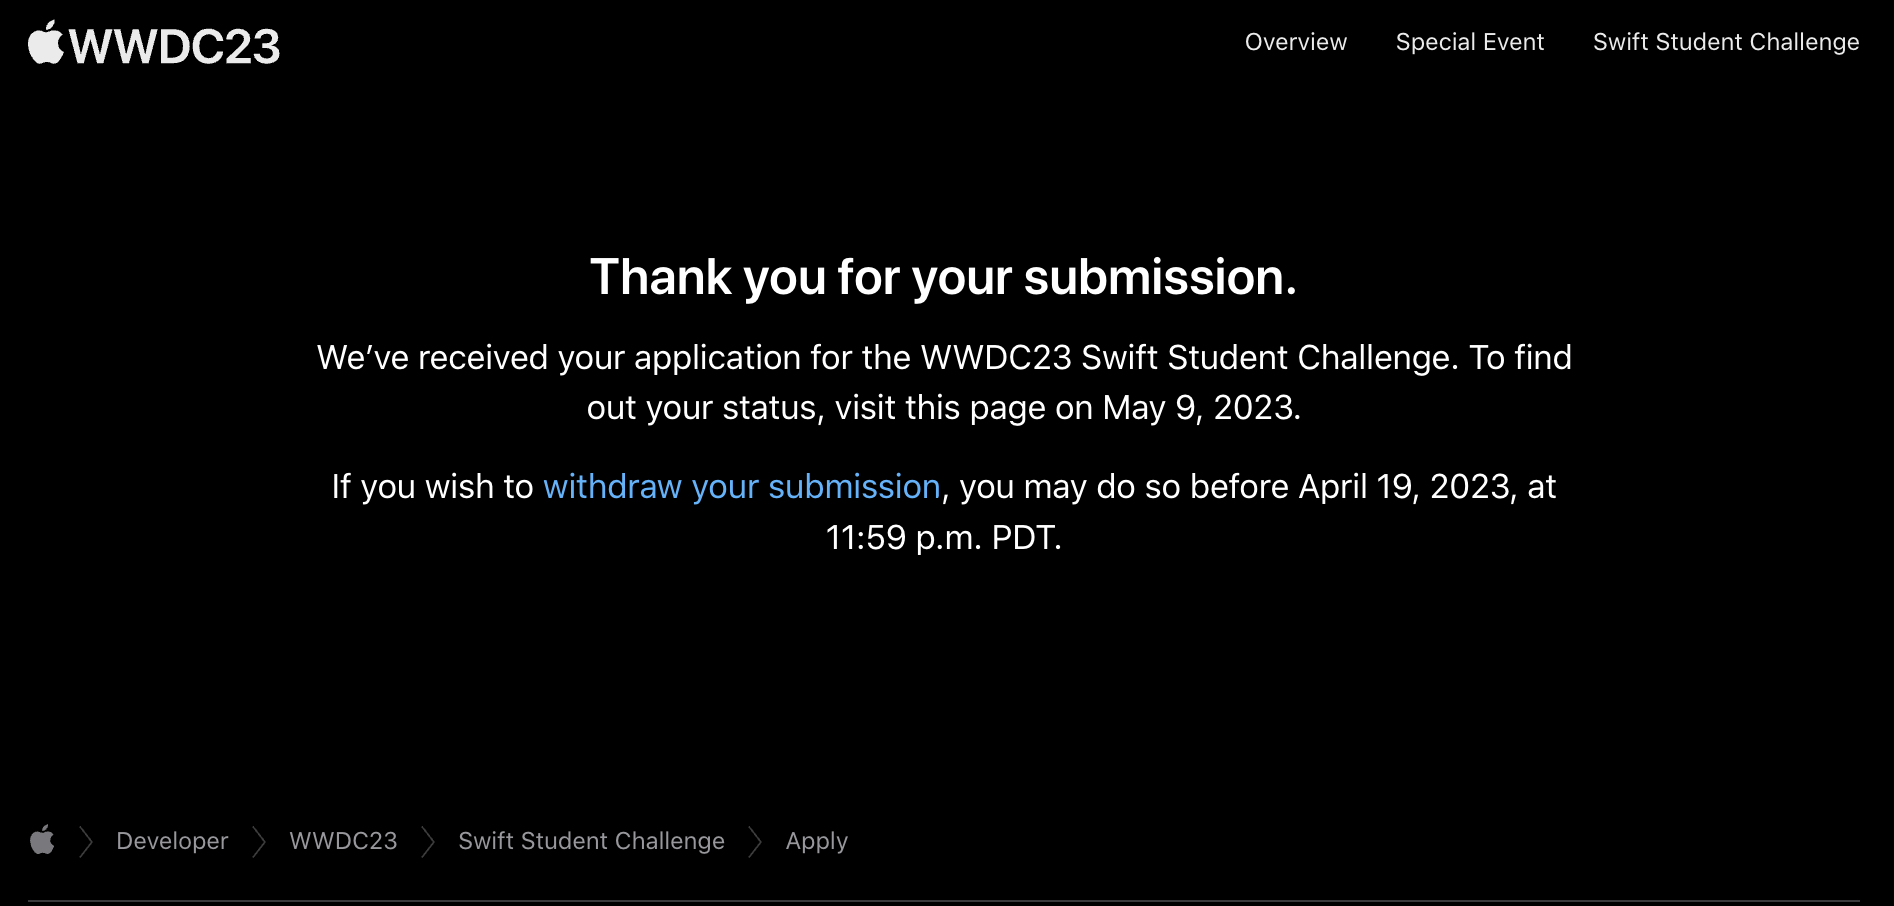 WWDC23
Overview
Special Event
Swift Student Challenge
Thank you for your submission.
We’ve received your application for the WWDC23 Swift Student Challenge. To find
out your status, visit this page on May 9, 2023.
If you wish to withdraw your submission, you may do so before April 19, 2023, at
11:59 p.m. PDT.
Developer
WWDC23
Swift Student Challenge
Apply